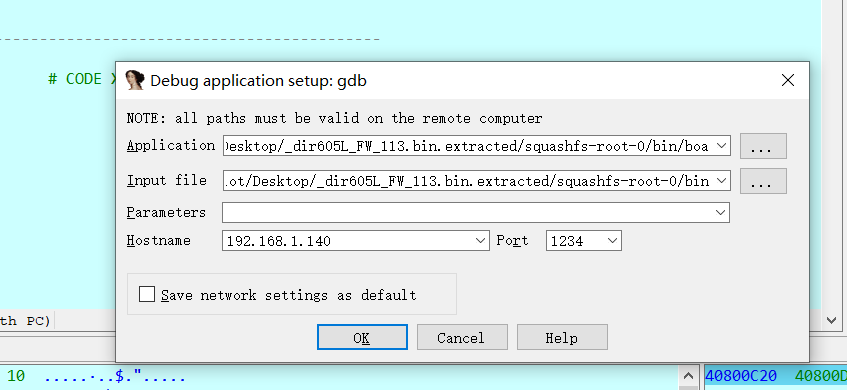 # CODE X
Debug application setup: gdb
NOTE: all paths must be valid on the remote computer
Application esktop/_dir605L_FW_113.bin.extracted/squashfs-root-0/bin/boa ...
Input file .ot/Desktop/_dir605L_FW_113.bin.extracted/squashfs-root-0/bin ...
Parameters
Hostname 192.168.1.140 Port 1234
Save network settings as default
th PC)
OK Cancel Help
10 .....·..$.".....
40800C20 40800D